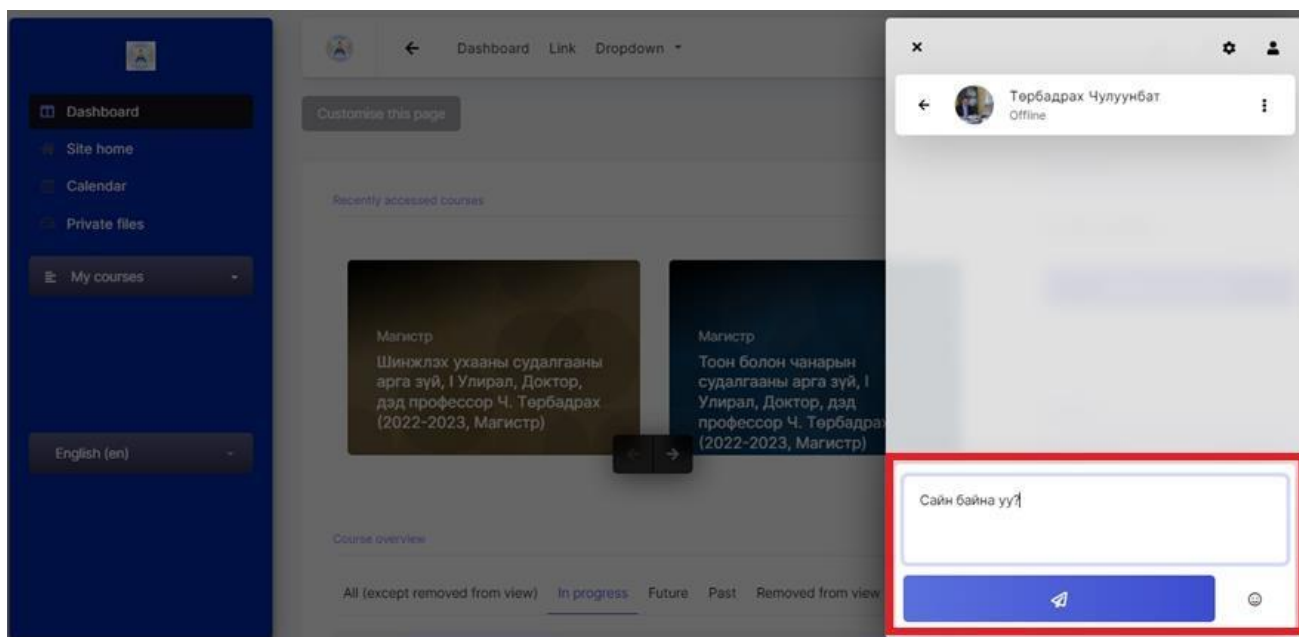 Dashboard
Site home
Calendar
Private files
My courses
English (en)
Dashboard Link Dropdown
Customise this page
Recently accessed courses
Магистр
Шинжлэх ухааны судалгааны
арга зүй, I Улирал, Доктор,
дэд профессор Ч. Төрбадрах
(2022-2023, Магистр)
Магистр
Тоон болон чанарын
судалгааны арга зүй, I
Улирал, Доктор, дэд
профессор Ч. Төрбадрах
(2022-2023, Магистр)
Course overview
All (except removed from view) In progress Future Past Removed from view
Төрбадрах Чулуунбат
Offline
Сайн байна уу?